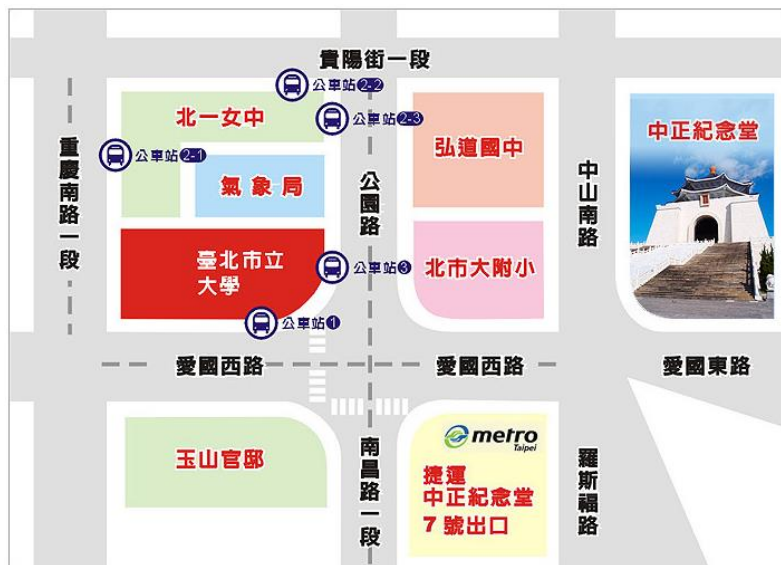 貴陽街一段
公車站2-2
北一女中
公車站2-3
中正紀念堂
弘道國中
公車站2-1
重慶南路一段
氣象局
公園路
中山南路
臺北市立
大學
公車站3
北市大附小
公車站1
愛國西路
愛國西路
愛國東路
metro
Taipei
玉山官邸
南昌路一段
捷運
中正紀念堂
7號出口
羅斯福路